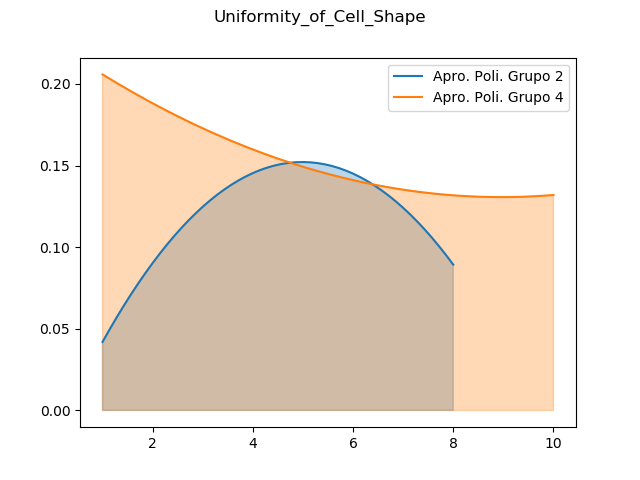 Uniformity_of_Cell_Shape
Apro. Poli. Grupo 2
Apro. Poli. Grupo 4
0.20
0.15
0.10
0.05
0.00
2 4 6 8 10